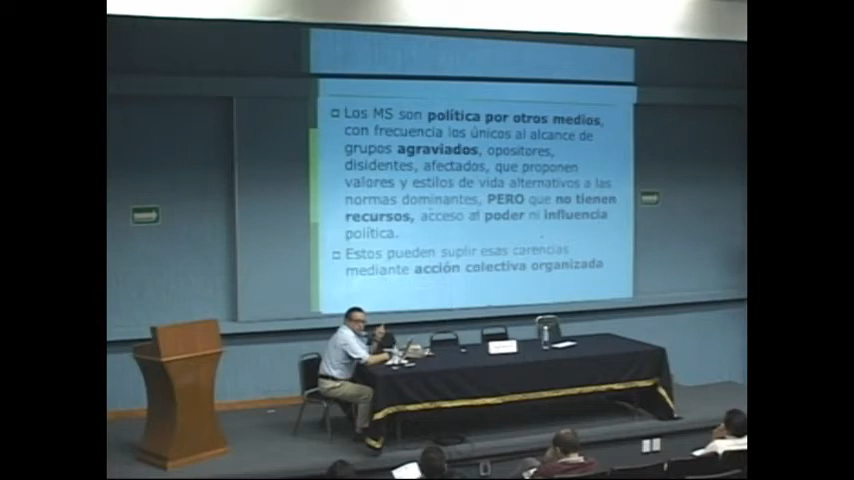 Los MS son política por otros medios,
con frecuencia los únicos al alcance de
grupos agraviados, opositores,
disidentes, afectados, que proponen
valores y estilos de vida alternativos a las
normas dominantes, PERO que no tienen
recursos, acceso al poder ni influencia
política.
Estos pueden suplir esas carencias
mediante acción colectiva organizada